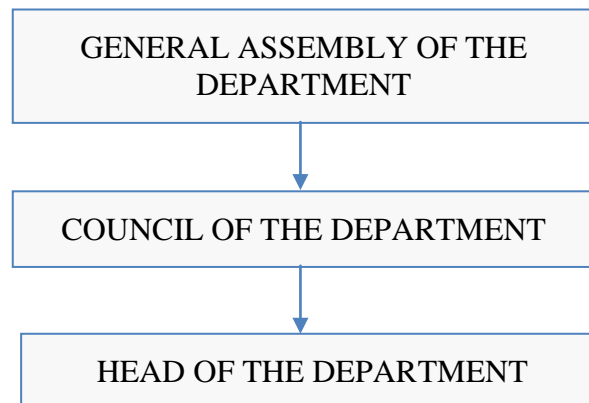 GENERAL ASSEMBLY OF THE
DEPARTMENT
COUNCIL OF THE DEPARTMENT
HEAD OF THE DEPARTMENT